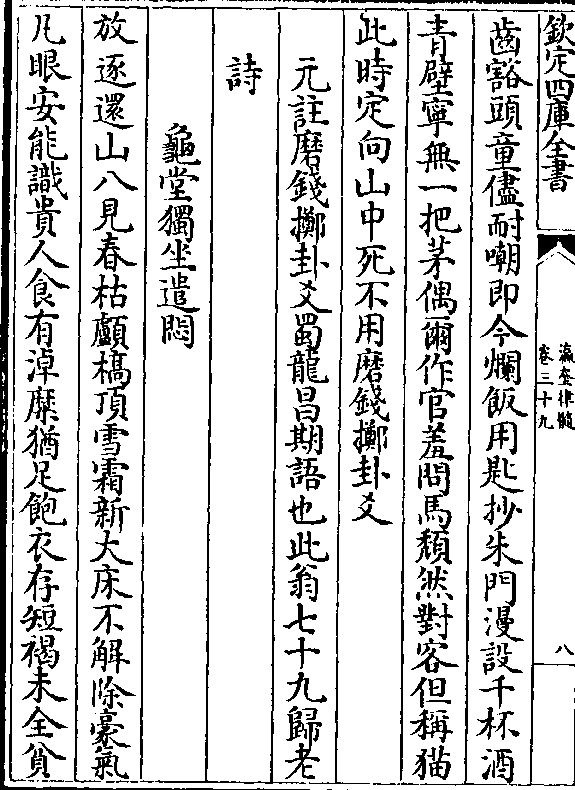 欽定四庫全書
瀛奎律髓
卷三十九
八
齒豁頭童儘耐嘲即今爛飯用匙抄朱門漫設千杯酒
青壁寧無一把茅偶爾作官羞問馬頹然對客但稱猫
此時定向山中死不用磨錢擲卦爻
元註磨錢擲卦爻蜀龍昌期語也此翁七十九歸老
詩
龜堂獨坐遣悶
放逐還山八見春枯顱槁頂雪霜新大床不解除豪氣
凡眼安能識貴人食有淖糜猶足飽衣存短褐未全貧